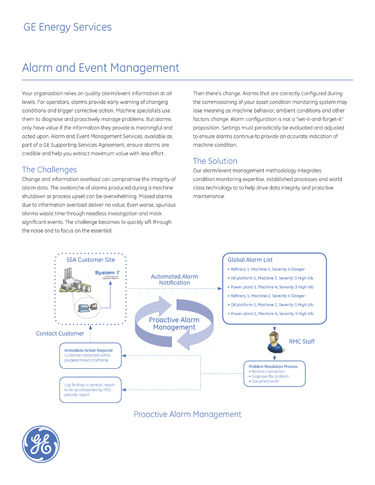 GE Energy Services
Alarm and Event Management
Your organization relies on quality alarm/event information at all
levels. For operators, alarms provide early warning of changing
conditions and trigger corrective action. Machine specialists use
them to diagnose and proactively manage problems. But alarms
only have value if the information they provide is meaningful and
acted upon. Alarm and Event Management Services, available as
part of a GE Supporting Services Agreement, ensure alarms are
credible and help you extract maximum value with less effort.
The Challenges
Change and information overload can compromise the integrity of
alarm data. The avalanche of alarms produced during a machine
shutdown or process upset can be overwhelming. Missed alarms
due to information overload deliver no value. Even worse, spurious
alarms waste time through needless investigation and mask
significant events. The challenge becomes to quickly sift through
the noise and to focus on the essential.
Then there's change. Alarms that are correctly configured during
the commissioning of your asset condition monitoring system may
lose meaning as machine behavior, ambient conditions and other
factors change. Alarm configuration is not a "set-it-and-forget-it"
proposition. Settings must periodically be evaluated and adjusted
to ensure alarms continue to provide an accurate indication of
machine condition.
The Solution
Our alarm/event management methodology integrates
condition monitoring expertise, established processes and world
class technology to to help drive data integrity and proactive
maintenance.
SSA Customer Site
System 1
Automated Alarm
Notification
Global Alarm List
• Refinery 1, Machine 1, Severity 4 Danger
• Oil platform 1, Machine 5, Severity 3 High Vib
• Power plant 1, Machine 4, Severity 3 High Vib
• Refinery 1, Machine 2, Severity 4 Danger
• Oil platform 1, Machine 5, Severity 3 High Vib
• Power plant 1, Machine 4, Severity 3 High Vib
Proactive Alarm
Management
Contact Customer
RMC Staff
Immediate Action Required
Customer contacted within
predetermined timeframe
Log findings in periodic report
to be accompanied by MDS
periodic report
Problem Resolution Process:
• Remote connection
• Diagnose the problem
• Document work
Proactive Alarm Management
GE